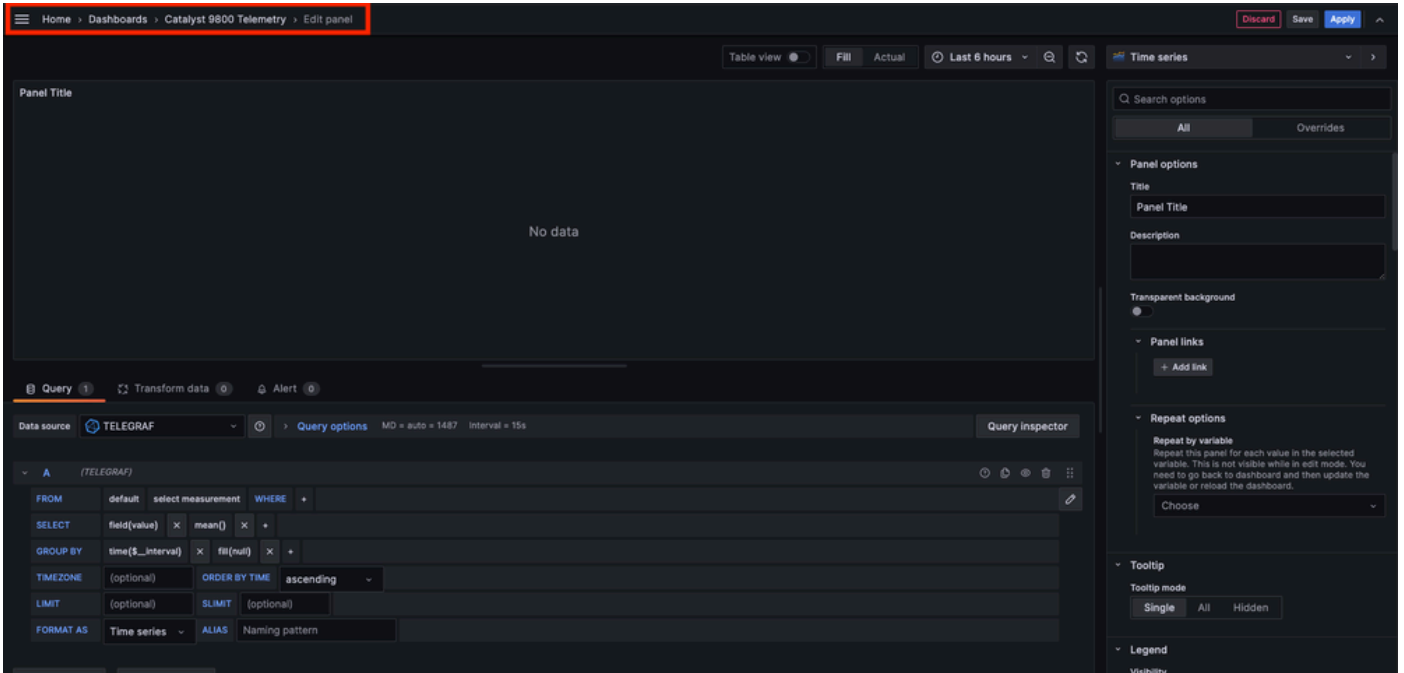 Home › Dashboards › Catalyst 9800 Telemetry › Edit panel
Discard Save Apply
Table view Fill Actual Last 6 hours
Time series
Panel Title
Search options
All Overrides
No data
Panel options
Title
Panel Title
Description
Transparent background
Panel links
+ Add link
Repeat options
Repeat by variable
Repeat this panel for each value in the selected
variable. This is not visible while in edit mode. You
need to go back to dashboard and then update the
variable or reload the dashboard.
Choose
Tooltip
Tooltip mode
Single All Hidden
Legend
Visibility
Query 1 Transform data 0 Alert 0
Data source TELEGRAF › Query options MD = auto = 1487 Interval = 15s Query inspector
A (TELEGRAF)
FROM default select measurement WHERE +
SELECT field(value) × mean() × +
GROUP BY time($__interval) × fill(null) × +
TIMEZONE (optional) ORDER BY TIME ascending
LIMIT (optional) SLIMIT (optional)
FORMAT AS Time series ALIAS Naming pattern